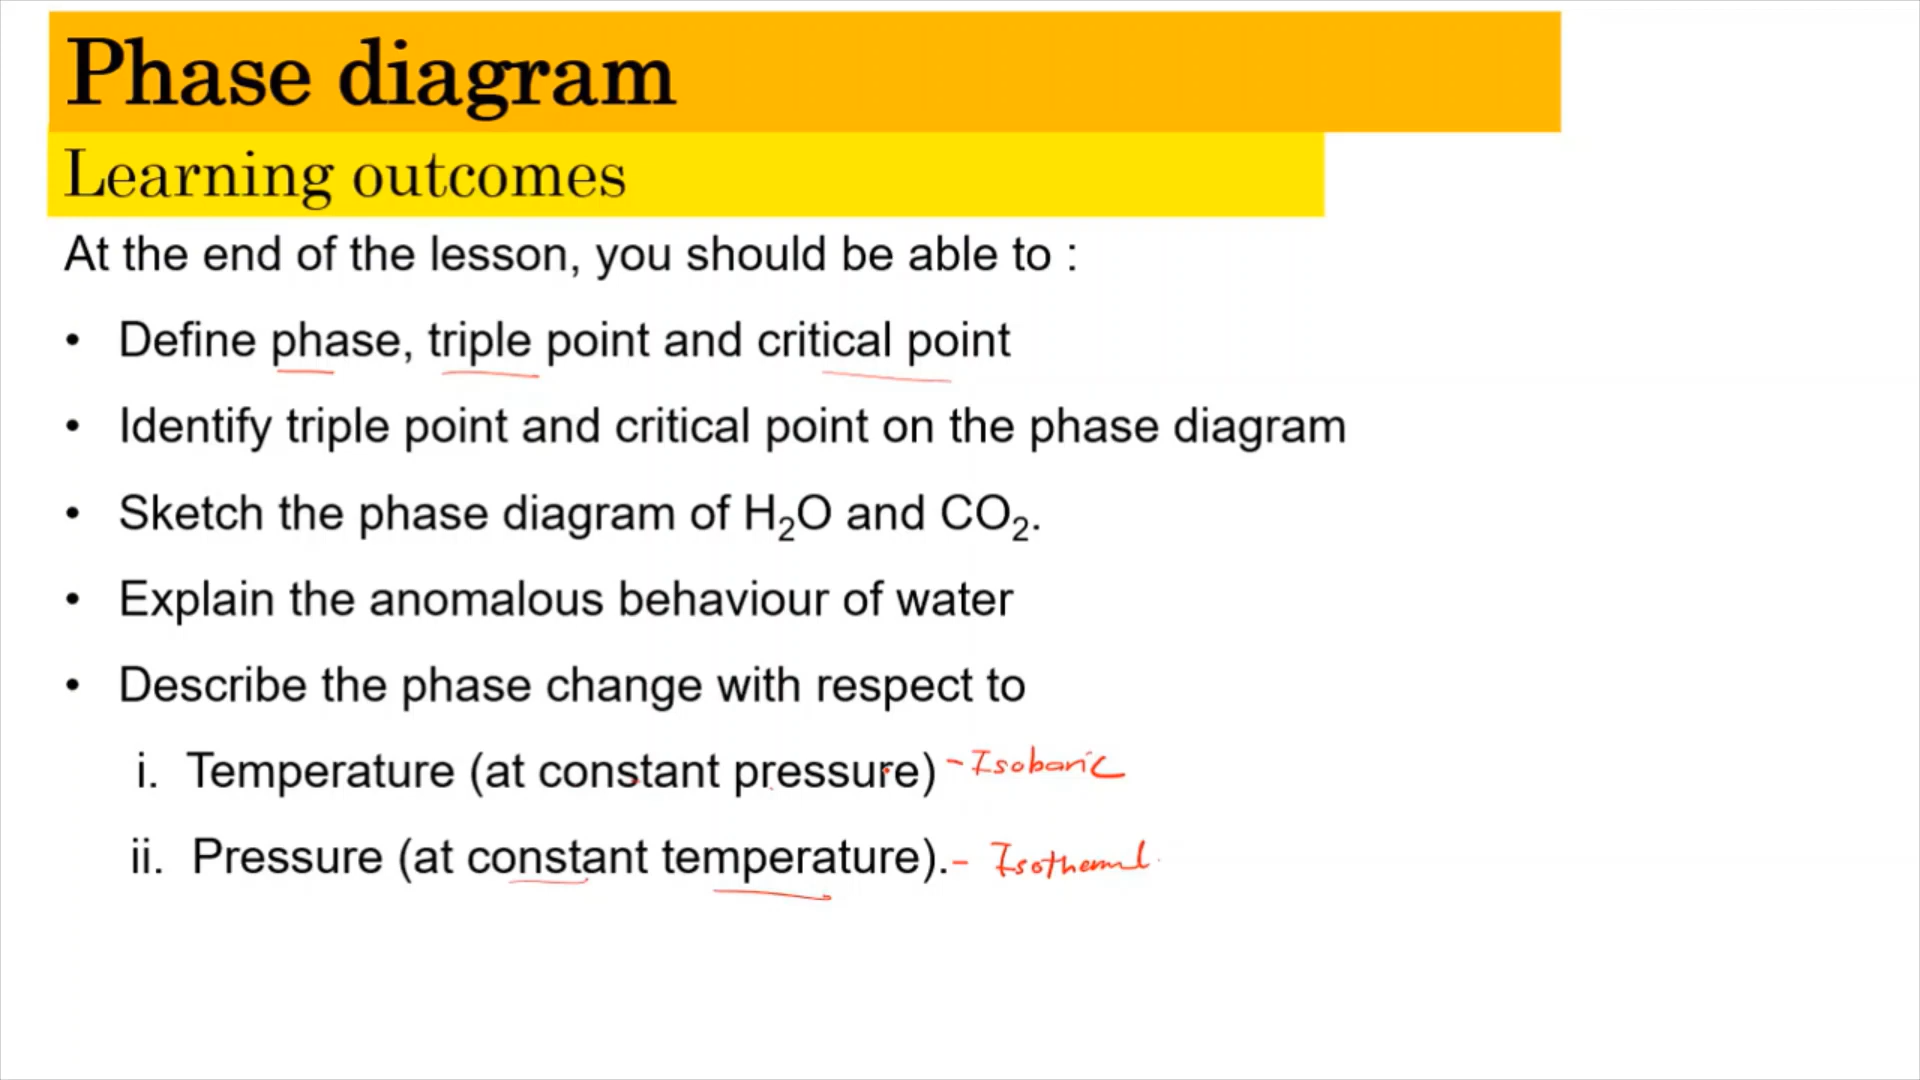 Phase diagram
Learning outcomes
At the end of the lesson, you should be able to :
• Define phase, triple point and critical point
• Identify triple point and critical point on the phase diagram
• Sketch the phase diagram of H₂O and CO₂.
• Explain the anomalous behaviour of water
• Describe the phase change with respect to
i. Temperature (at constant pressure) - Isobaric
ii. Pressure (at constant temperature). - Isothermal